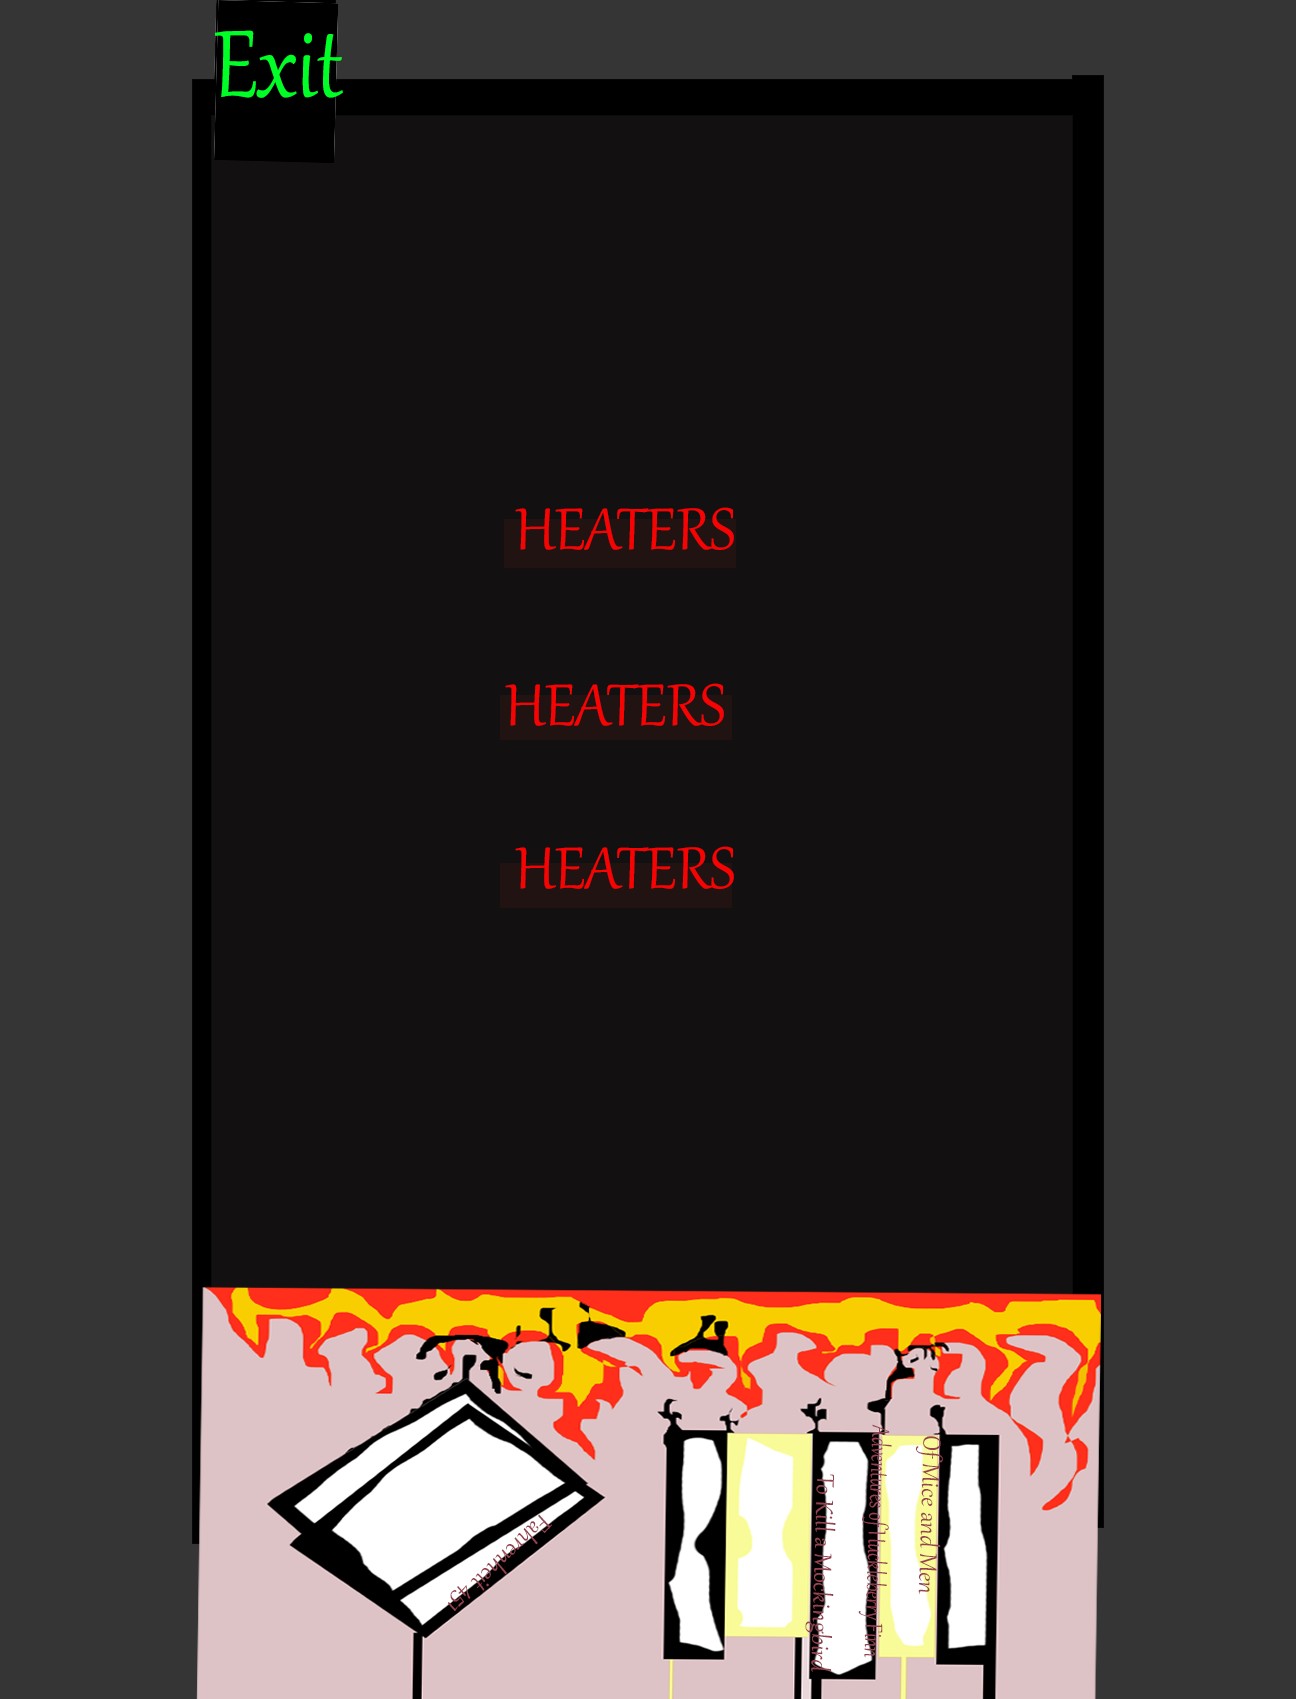 Exit
HEATERS
HEATERS
HEATERS
Fahrenheit 451
To Kill a Mockingbird
Adventures of Huckleberry Finn
Of Mice and Men